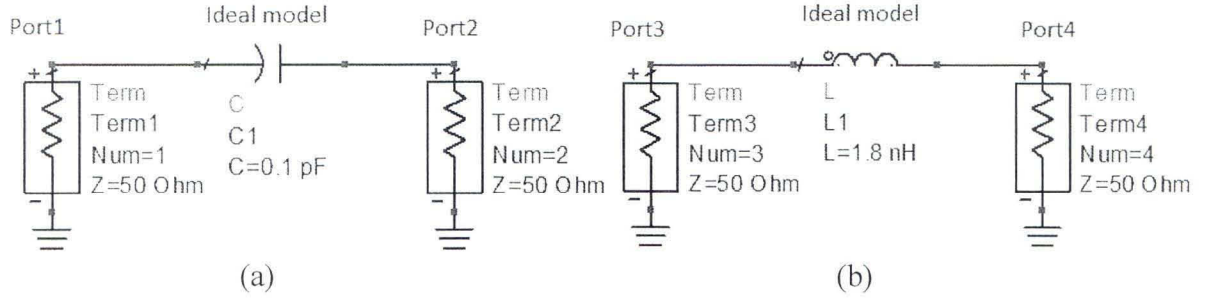 Ideal model
Port1
Port2
+
+
Term
Term1
Num=1
Z=50 Ohm
C
C1
C=0.1 pF
Term
Term2
Num=2
Z=50 Ohm
-
-
(a)
Ideal model
Port3
Port4
+
+
Term
Term3
Num=3
Z=50 Ohm
L
L1
L=1.8 nH
Term
Term4
Num=4
Z=50 Ohm
-
-
(b)